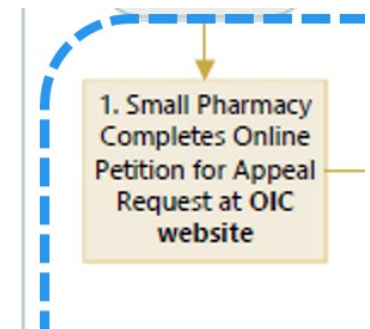 1. Small Pharmacy
Completes Online
Petition for Appeal
Request at OIC
website